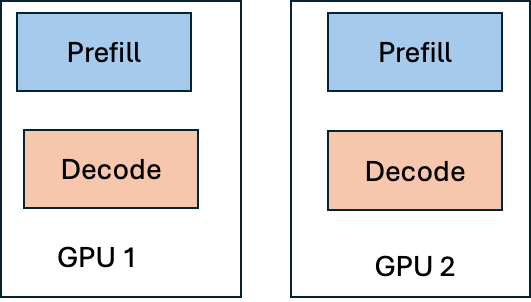 Prefill
Decode
GPU 1
Prefill
Decode
GPU 2